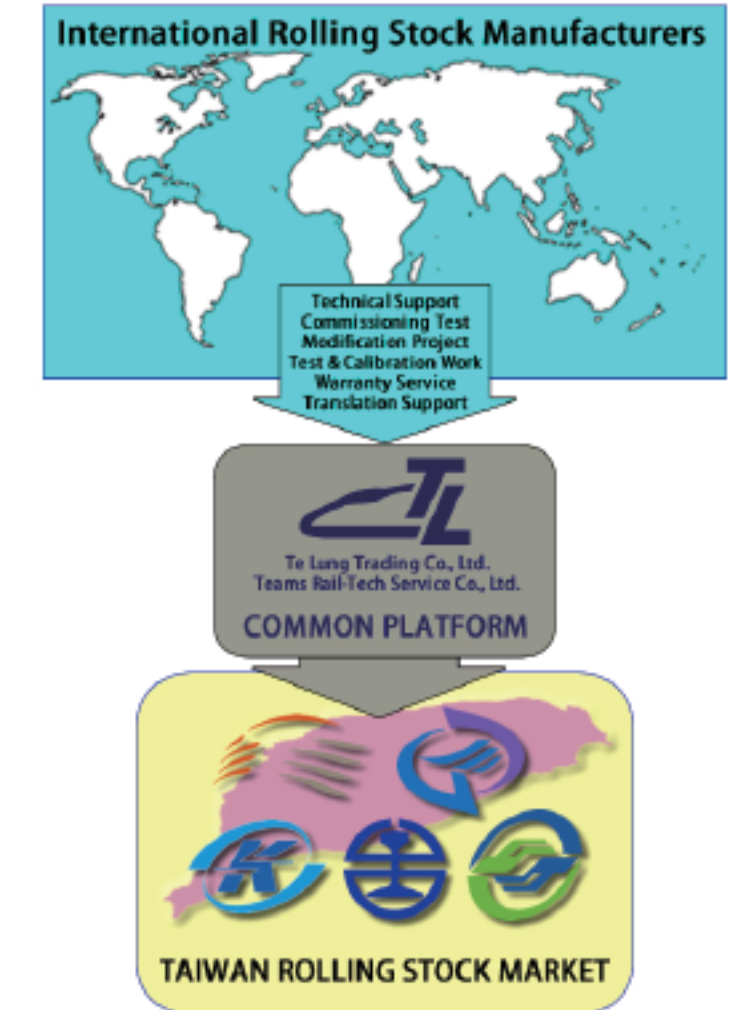 International Rolling Stock Manufacturers
Technical Support
Commissioning Test
Modification Project
Test & Calibration Work
Warranty Service
Translation Support
TL
Te Lung Trading Co., Ltd.
Teams Rail-Tech Service Co., Ltd.
COMMON PLATFORM
K
TAIWAN ROLLING STOCK MARKET